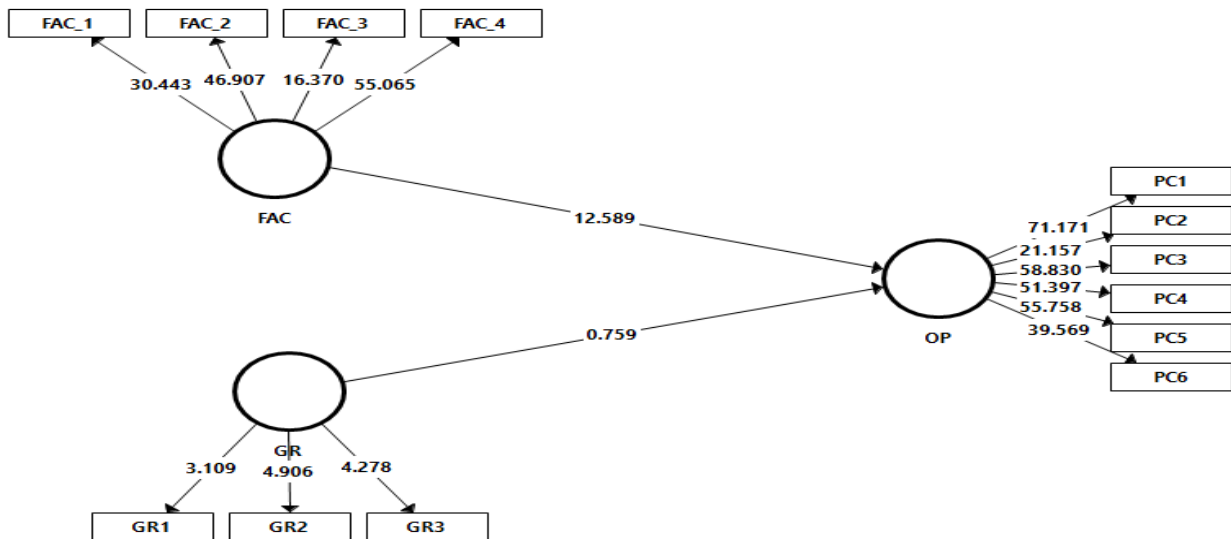 FAC_1 FAC_2 FAC_3 FAC_4
30.443 46.907 16.370 55.065
FAC
12.589
PC1
71.171
PC2
21.157
PC3
58.830
51.397
PC4
55.758
PC5
39.569
PC6
OP
0.759
GR
3.109 4.906 4.278
GR1 GR2 GR3